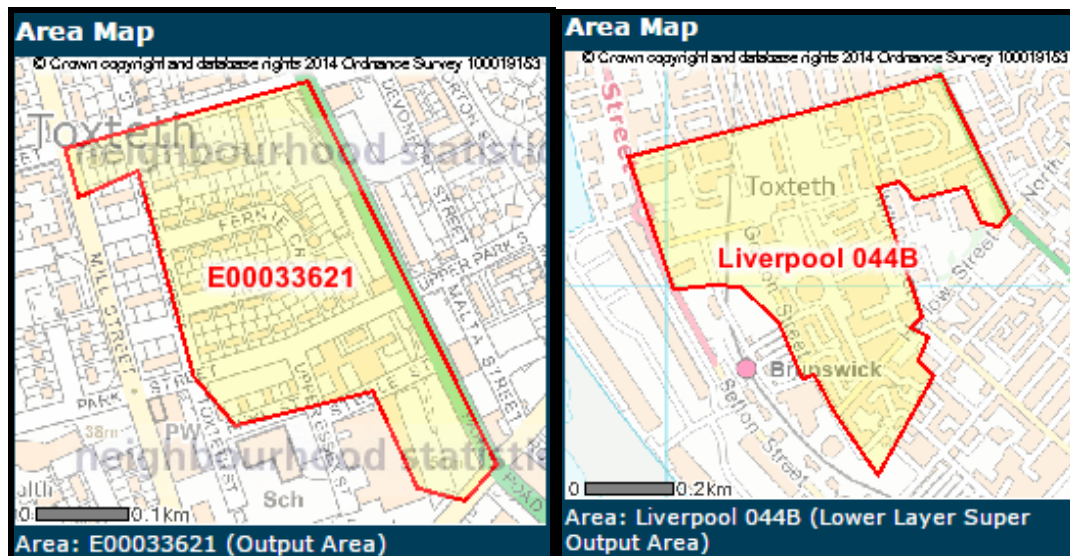 Area Map
© Crown copyright and database rights 2014 Ordnance Survey 100019153
Toxteth
neighbourhood statistic
FERN
E00033621
MILL STREET
UPPER PARK S
MALTA STREET
STREET
PARK
38m
PW
neighbourhood statistic
Sch
ROAD
0 0.1km
Area: E00033621 (Output Area)
Area Map
© Crown copyright and database rights 2014 Ordnance Survey 100019153
Street
Toxteth
North
Liverpool 044B
Street
Brunswick
Sefton Street
0 0.2km
Area: Liverpool 044B (Lower Layer Super
Output Area)